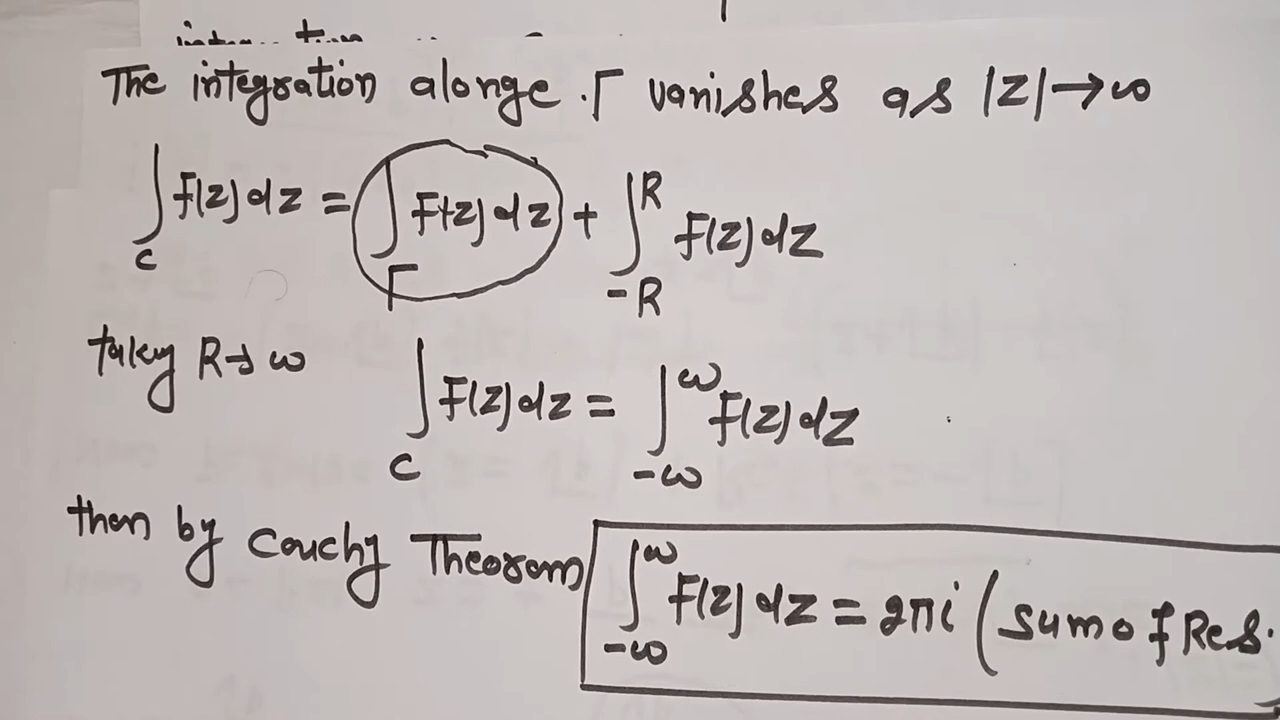 The integration alonge Γ vanishes as |Z|→∞
∫_C F(z) dz = ∫_Γ F(z) dz + ∫_{-R}^{R} F(z) dz
taking R→∞ ∫_C F(z) dz = ∫_{-∞}^{∞} F(z) dz
then by Couchy Theorem ∫_{-∞}^{∞} F(z) dz = 2πi (sum of Res.